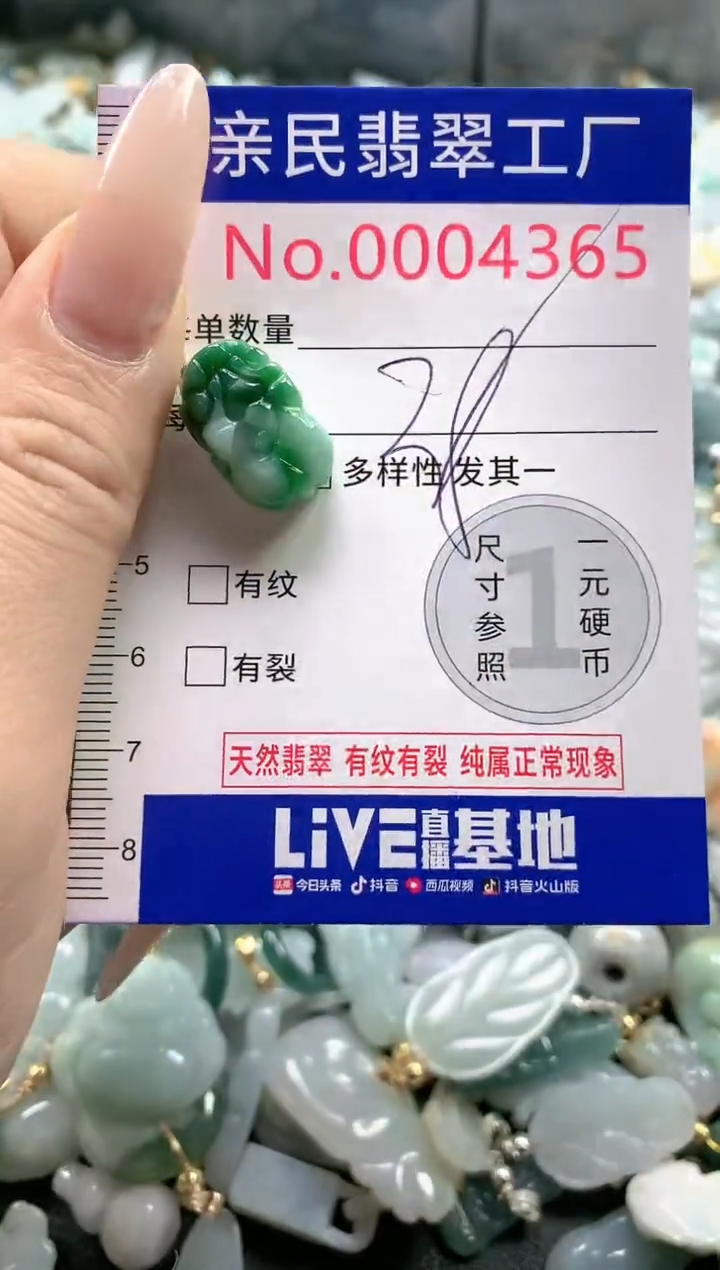 亲民翡翠工厂
No.0004365
单数量
多样性发其一
5
有纹
6
有裂
尺寸参照
一元硬币
1
7
天然翡翠 有纹有裂 纯属正常现象
8
LiVE直播基地
头条 今日头条 抖音 西瓜视频 抖音火山版